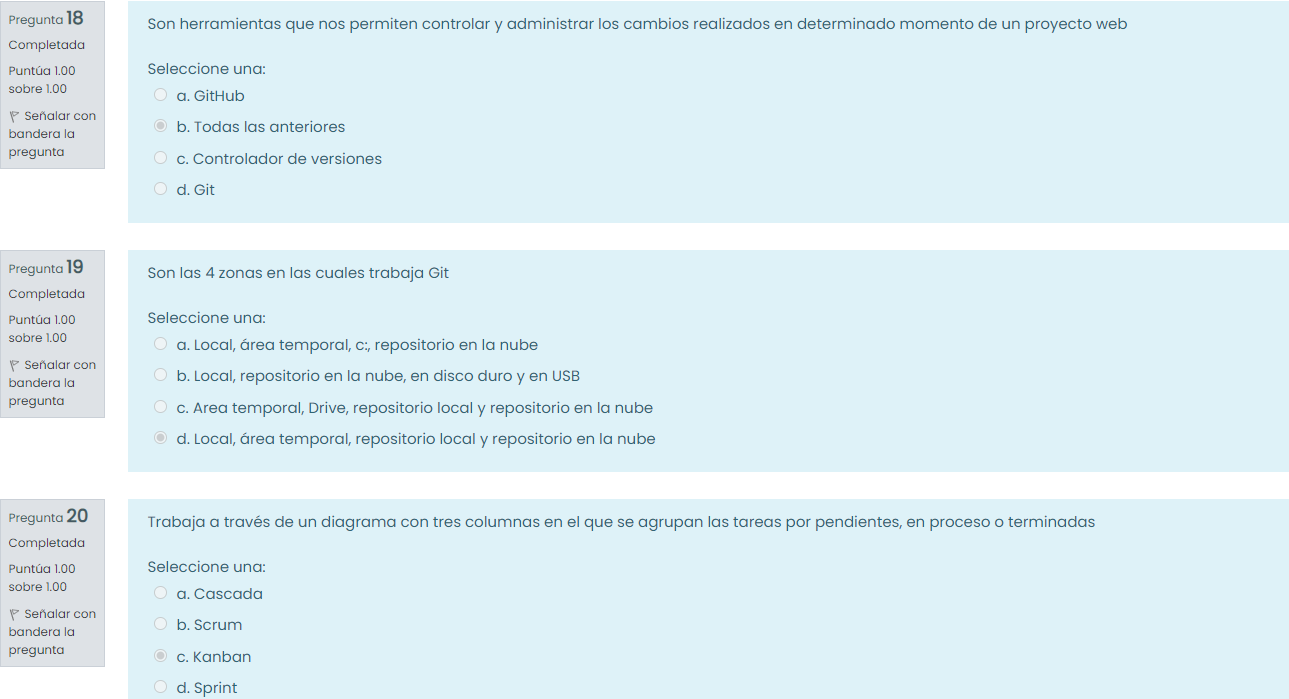 Pregunta 18
Completada
Puntúa 1.00
sobre 1.00
Señalar con
bandera la
pregunta
Son herramientas que nos permiten controlar y administrar los cambios realizados en determinado momento de un proyecto web
Seleccione una:
a. GitHub
b. Todas las anteriores
c. Controlador de versiones
d. Git
Pregunta 19
Completada
Puntúa 1.00
sobre 1.00
Señalar con
bandera la
pregunta
Son las 4 zonas en las cuales trabaja Git
Seleccione una:
a. Local, área temporal, c:, repositorio en la nube
b. Local, repositorio en la nube, en disco duro y en USB
c. Area temporal, Drive, repositorio local y repositorio en la nube
d. Local, área temporal, repositorio local y repositorio en la nube
Pregunta 20
Completada
Puntúa 1.00
sobre 1.00
Señalar con
bandera la
pregunta
Trabaja a través de un diagrama con tres columnas en el que se agrupan las tareas por pendientes, en proceso o terminadas
Seleccione una:
a. Cascada
b. Scrum
c. Kanban
d. Sprint